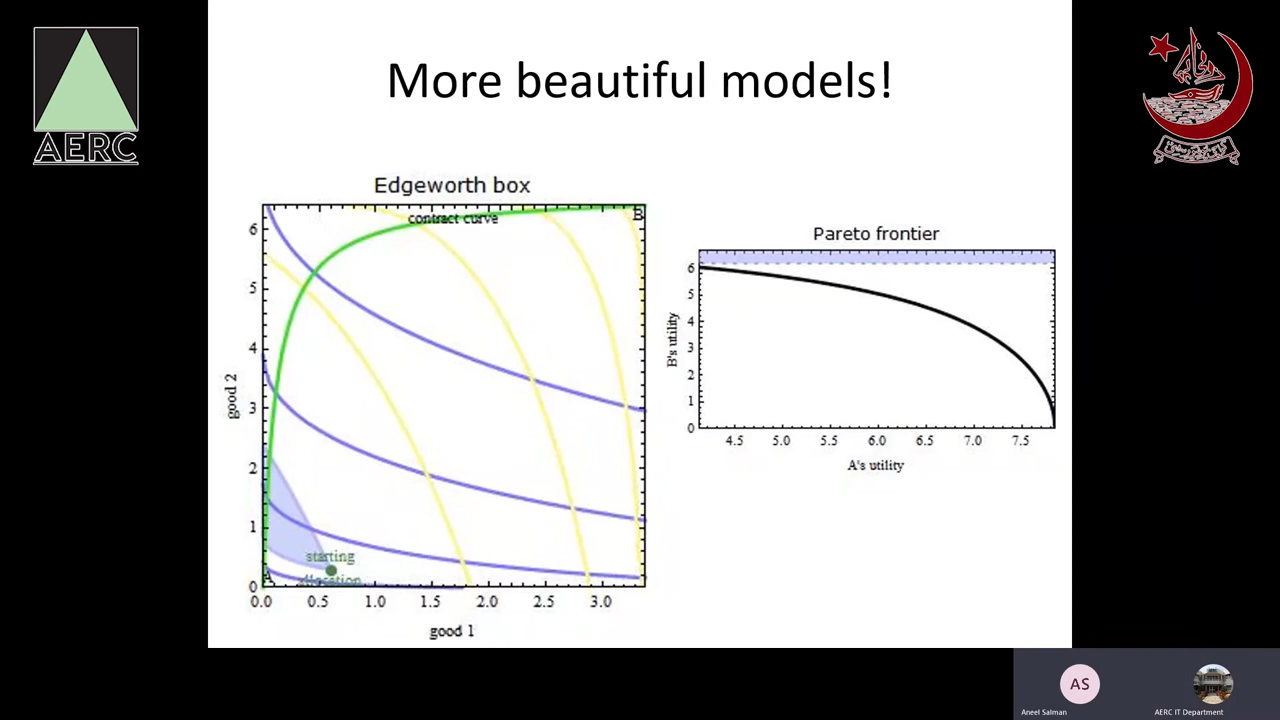 AERC
More beautiful models!
Edgeworth box
contract curve
B
6
5
4
3
2
1
0
good 2
starting
allocation
A
0.0 0.5 1.0 1.5 2.0 2.5 3.0
good 1
Pareto frontier
6
5
4
3
2
1
0
B's utility
4.5 5.0 5.5 6.0 6.5 7.0 7.5
A's utility
AS
Aneel Salman
AERC IT Department